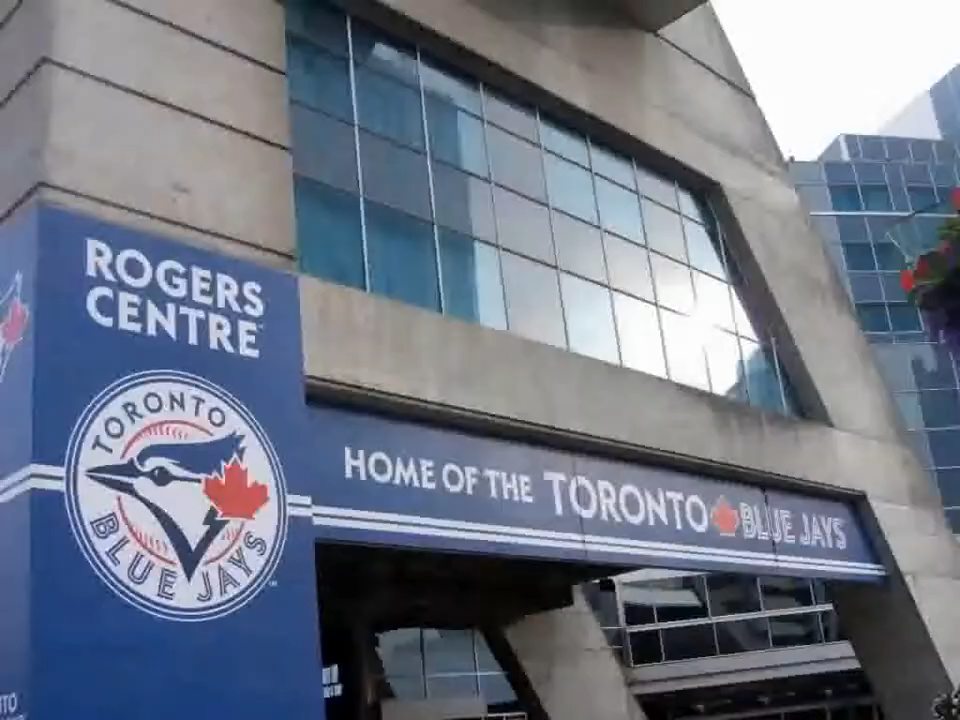 ROGERS
CENTRE
TORONTO
BLUE JAYS
HOME OF THE TORONTO BLUE JAYS